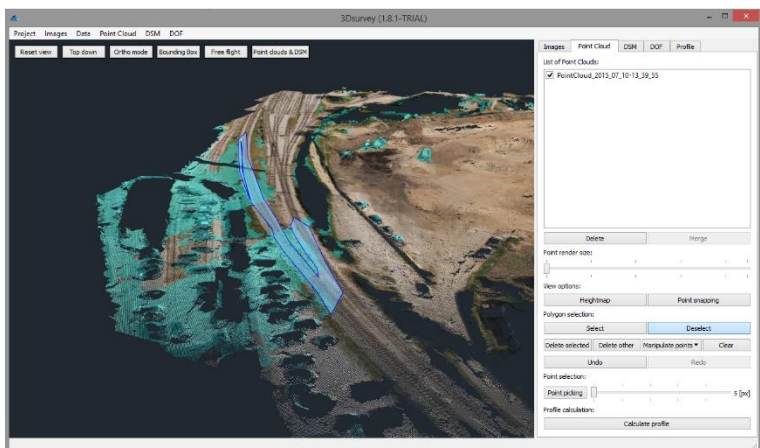 3Dsurvey (1.8.1-TRIAL)
Project Images Data Point Cloud DSM DOF
Reset view Top down Ortho mode Bounding Box Free flight Point clouds & DSM
Images Point Cloud DSM DOF Profile
List of Point Clouds:
PointCloud_2015_07_10-13_39_55
Delete Merge
Point render size:
View options:
Heightmap Point snapping
Polygon selection:
Select Deselect
Delete selected Delete other Manipulate points Clear
Undo Redo
Point selection:
Point picking 5 [px]
Profile calculation:
Calculate profile